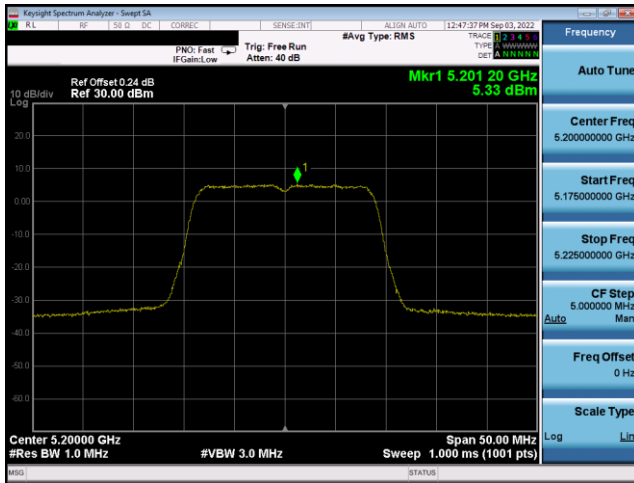 Keysight Spectrum Analyzer - Swept SA
RL RF 50 Ω DC CORREC SENSE:INT ALIGN AUTO 12:47:37 PM Sep 03, 2022
#Avg Type: RMS
TRACE 1 2 3 4 5 6
PNO: Fast Trig: Free Run TYPE A WWWWW
IFGain:Low Atten: 40 dB DET A N N N N N
Ref Offset 0.24 dB
10 dB/div Ref 30.00 dBm
Log
Mkr1 5.201 20 GHz
5.33 dBm
20.0
10.0
1
0.00
-10.0
-20.0
-30.0
-40.0
-50.0
-60.0
Center 5.20000 GHz Span 50.00 MHz
#Res BW 1.0 MHz #VBW 3.0 MHz Sweep 1.000 ms (1001 pts)
MSG STATUS
Frequency
Auto Tune
Center Freq
5.200000000 GHz
Start Freq
5.175000000 GHz
Stop Freq
5.225000000 GHz
CF Step
5.000000 MHz
Auto Man
Freq Offset
0 Hz
Scale Type
Log Lin